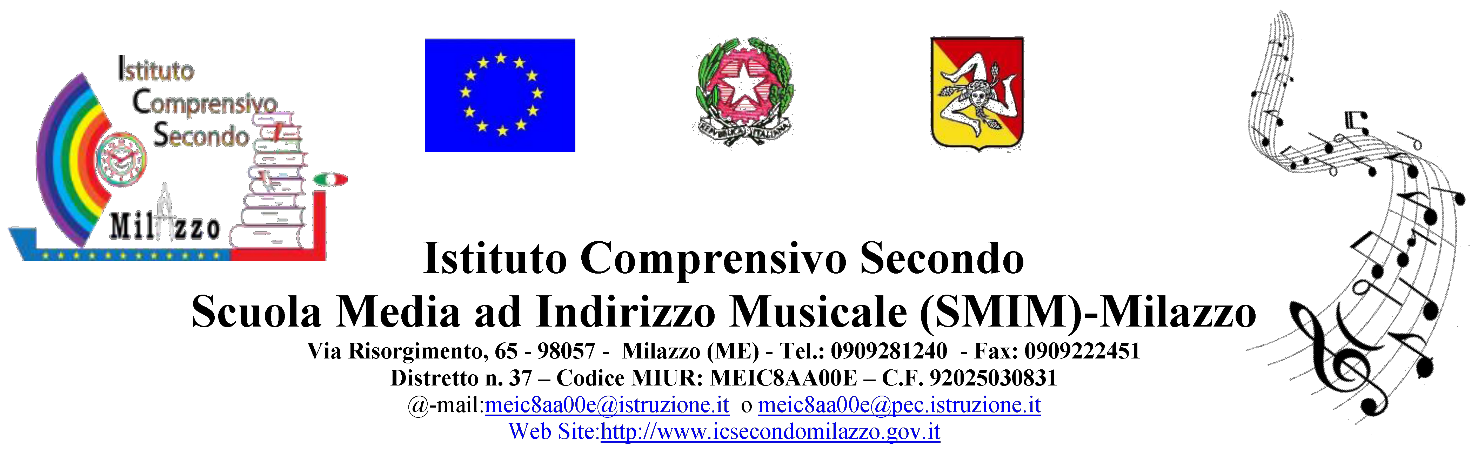 Istituto
Comprensivo
Secondo
MilAzzo
REPVBBLICA ITALIANA
Istituto Comprensivo Secondo
Scuola Media ad Indirizzo Musicale (SMIM)-Milazzo
Via Risorgimento, 65 - 98057 - Milazzo (ME) - Tel.: 0909281240 - Fax: 0909222451
Distretto n. 37 – Codice MIUR: MEIC8AA00E – C.F. 92025030831
@-mail:meic8aa00e@istruzione.it o meic8aa00e@pec.istruzione.it
Web Site:http://www.icsecondomilazzo.gov.it